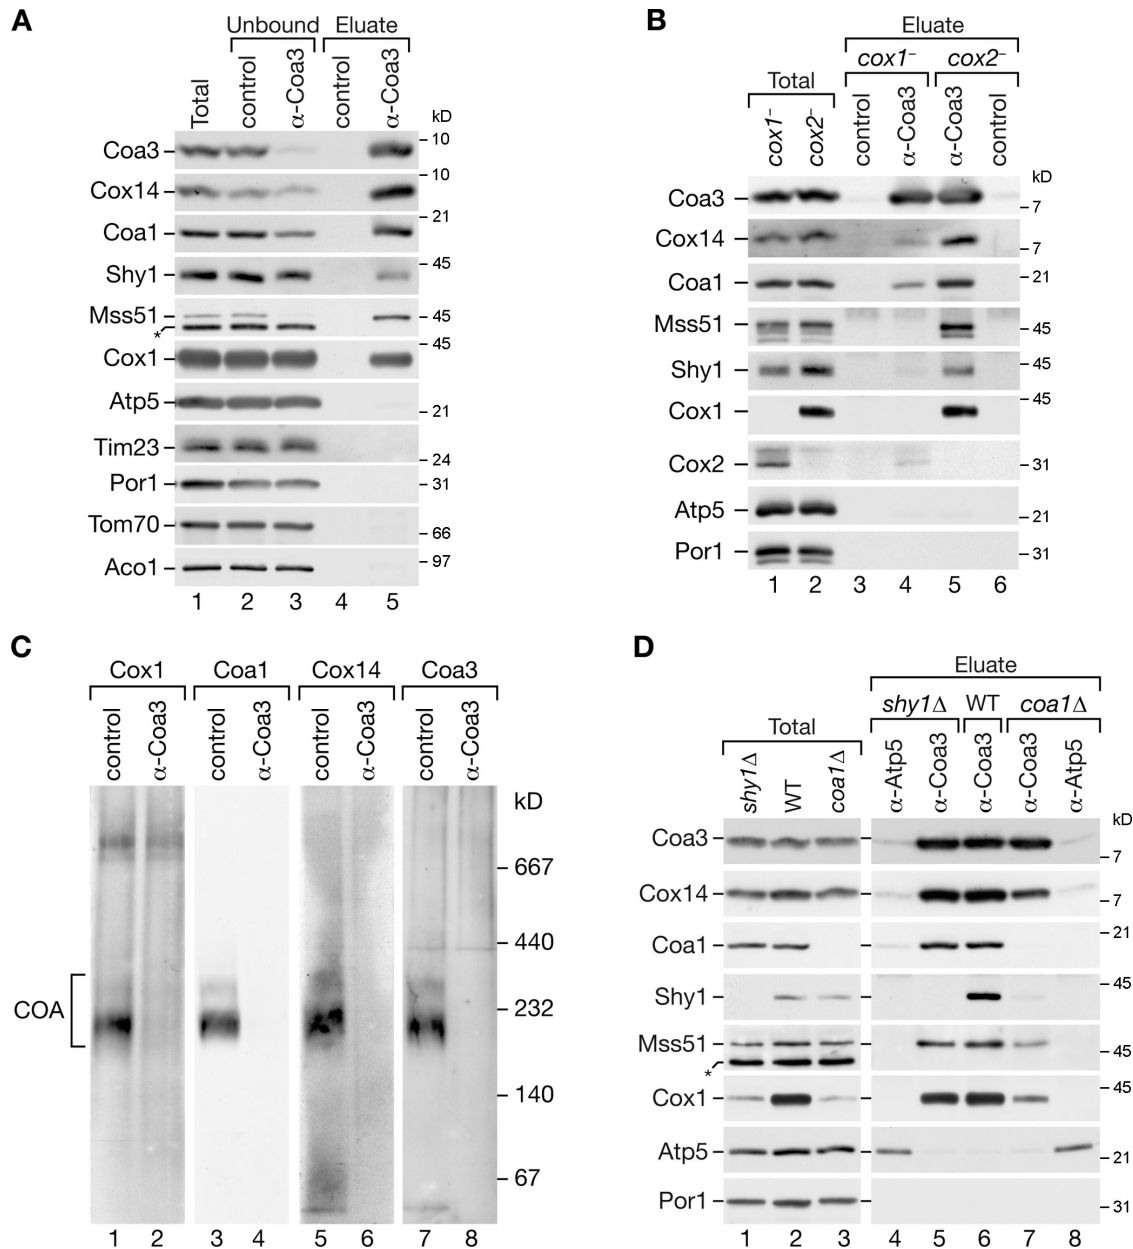 A
Unbound Eluate
Total
control
α-Coa3
control
α-Coa3
kD
Coa3 10
Cox14 10
Coa1 21
Shy1 45
Mss51 45
*
Cox1 45
Atp5 21
Tim23 24
Por1 31
Tom70 66
Aco1 97
1 2 3 4 5
B
Eluate
Total cox1– cox2–
cox1–
cox2–
control
α-Coa3
α-Coa3
control
kD
Coa3 7
Cox14 7
Coa1 21
Mss51 45
Shy1 45
Cox1 45
Cox2 31
Atp5 21
Por1 31
1 2 3 4 5 6
C
Cox1 Coa1 Cox14 Coa3
control
α-Coa3
control
α-Coa3
control
α-Coa3
control
α-Coa3
kD
667
440
COA 232
140
67
1 2 3 4 5 6 7 8
D
Eluate
Total shy1Δ WT coa1Δ
shy1Δ
WT
coa1Δ
α-Atp5
α-Coa3
α-Coa3
α-Coa3
α-Atp5
kD
Coa3 7
Cox14 7
Coa1 21
Shy1 45
Mss51 45
*
Cox1 45
Atp5 21
Por1 31
1 2 3 4 5 6 7 8